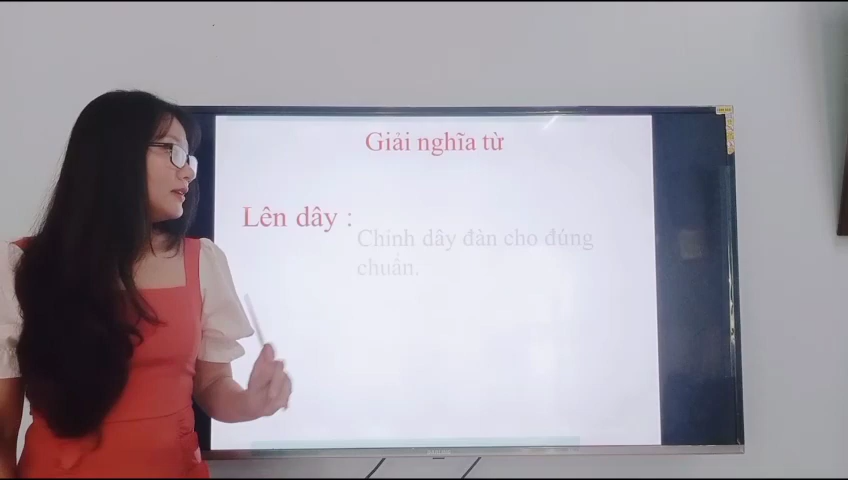 Giải nghĩa từ
Lên dây :
Chỉnh dây đàn cho đúng
chuẩn.